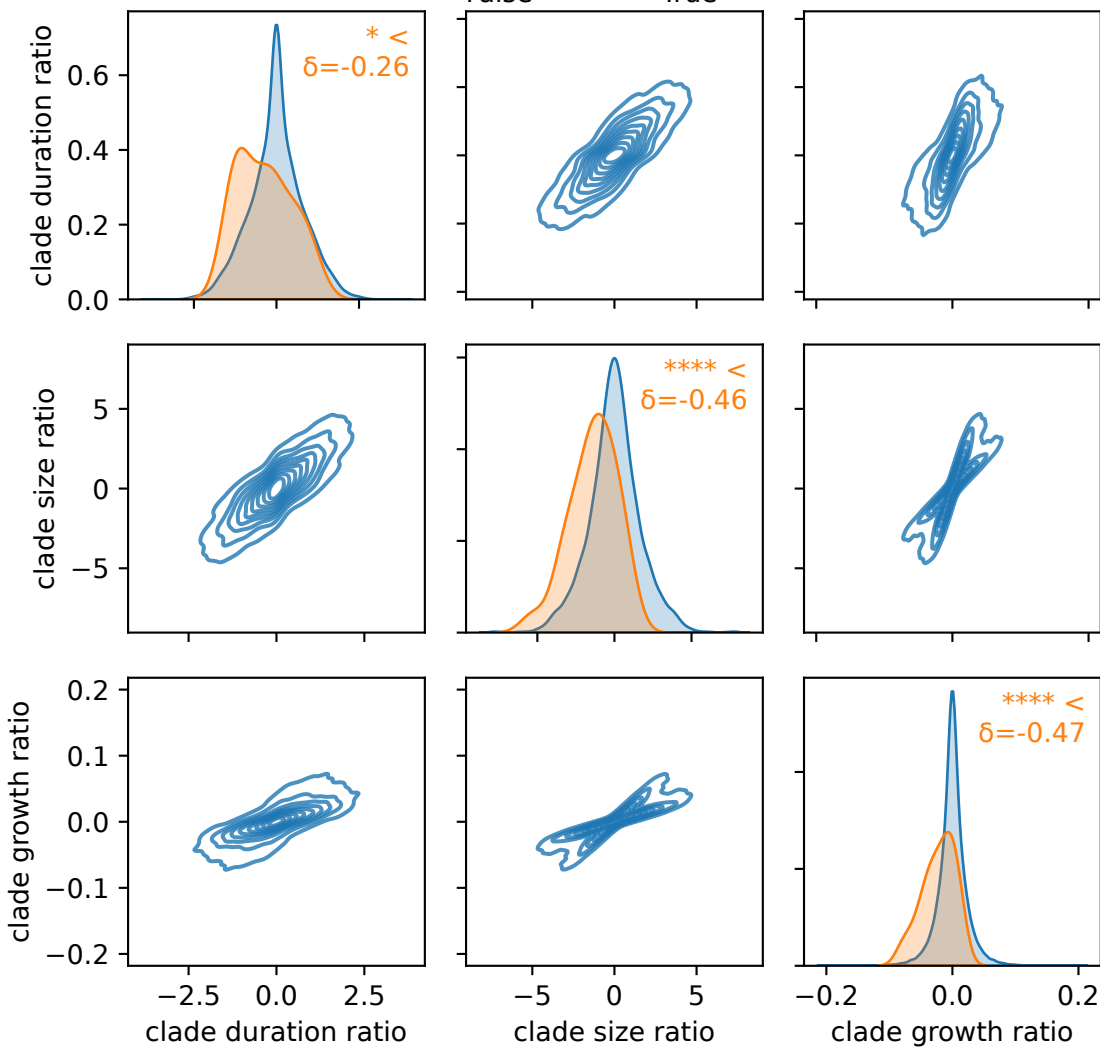 True
clade duration ratio
0.6
0.4
0.2
0.0
* <
δ=-0.26
clade size ratio
5
0
−5
**** <
δ=-0.46
clade growth ratio
0.2
0.1
0.0
−0.1
−0.2
**** <
δ=-0.47
−2.5 0.0 2.5
−5 0 5
−0.2 0.0 0.2
clade duration ratio
clade size ratio
clade growth ratio